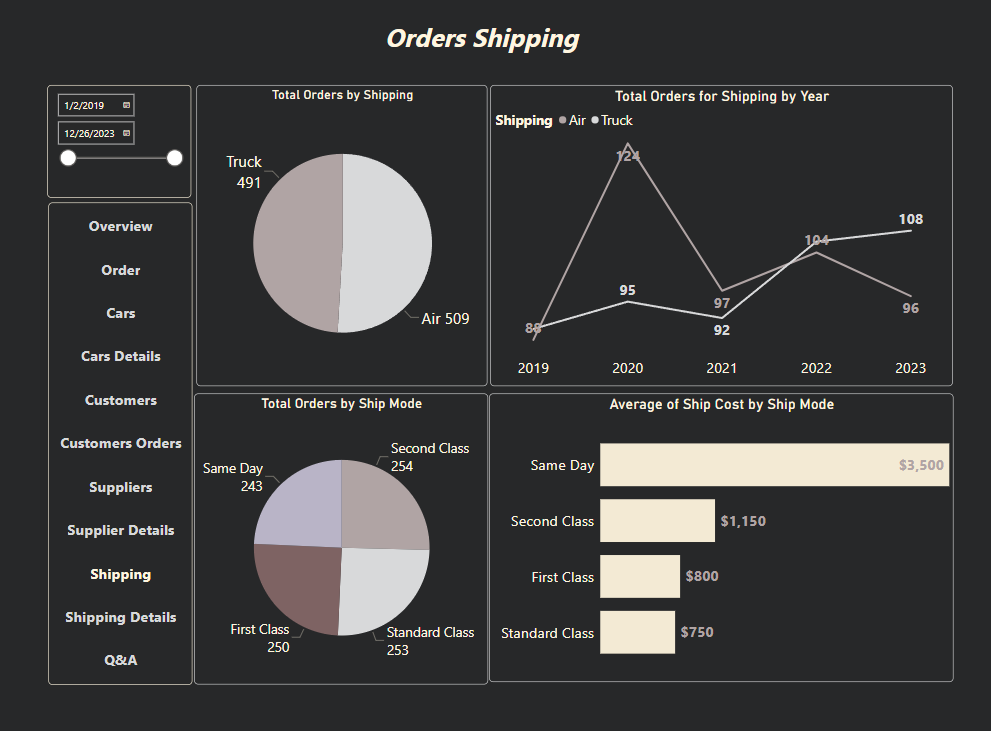 Orders Shipping
1/2/2019
12/26/2023
Overview
Order
Cars
Cars Details
Customers
Customers Orders
Suppliers
Supplier Details
Shipping
Shipping Details
Q&A
Total Orders by Shipping
Truck
491
Air 509
Total Orders for Shipping by Year
Shipping Air Truck
124
108
104
95
97
96
88
92
2019 2020 2021 2022 2023
Total Orders by Ship Mode
Second Class
254
Same Day
243
First Class
250
Standard Class
253
Average of Ship Cost by Ship Mode
Same Day $3,500
Second Class $1,150
First Class $800
Standard Class $750